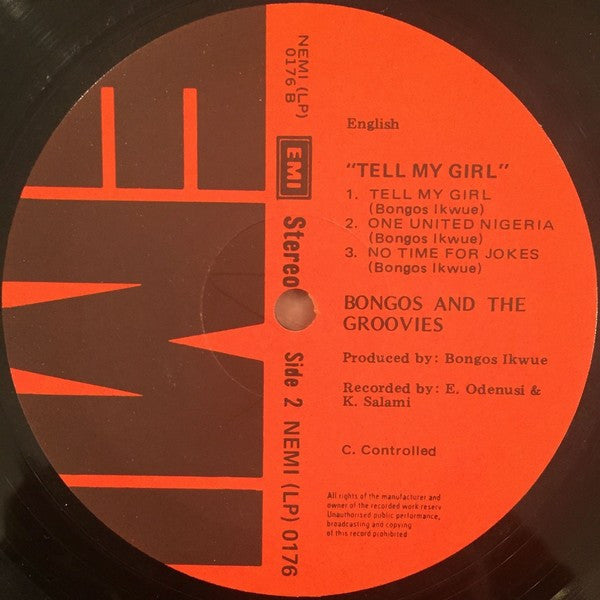 NEMI (LP)
0176 B
EMI
Stereo
Side 2 NEMI (LP) 0176
English
"TELL MY GIRL"
1. TELL MY GIRL
(Bongos Ikwue)
2. ONE UNITED NIGERIA
(Bongos Ikwue)
3. NO TIME FOR JOKES
(Bongos Ikwue)
BONGOS AND THE
GROOVIES
Produced by: Bongos Ikwue
Recorded by: E. Odenusi &
K. Salami
C. Controlled
All rights of the manufacturer and
owner of the recorded work reserv
Unauthorised public performance,
broadcasting and copying
of this record prohibited
EMI